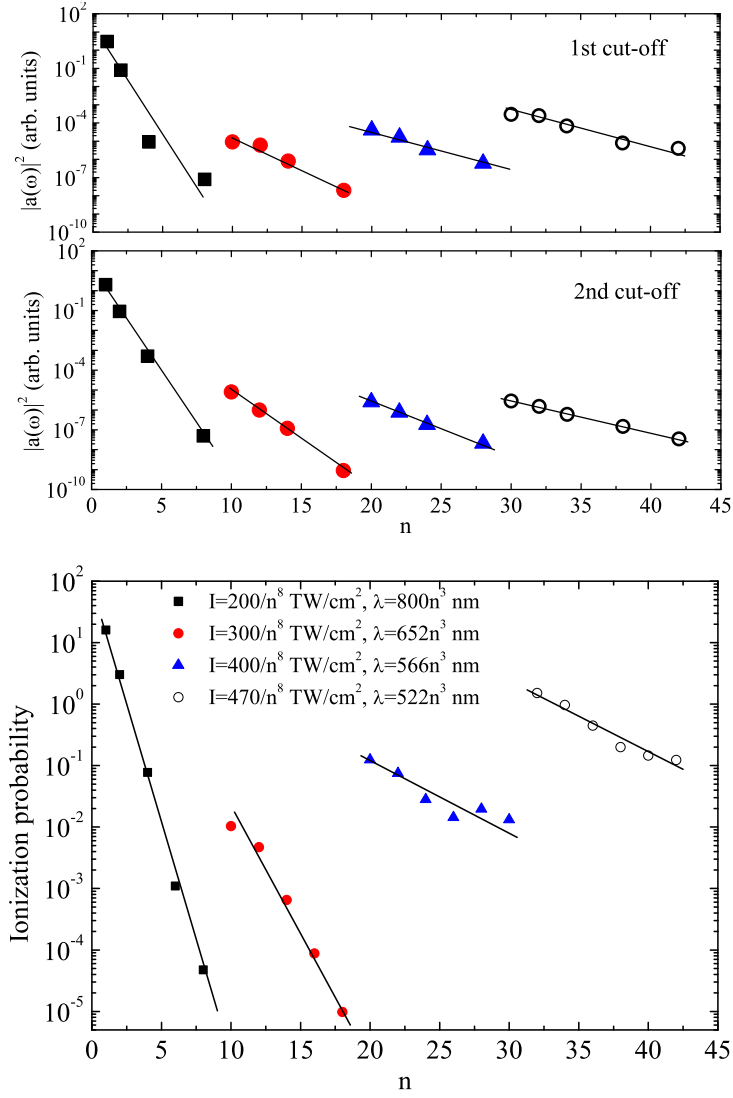 10^2
10^-1
10^-4
10^-7
10^-10
|a(ω)|^2 (arb. units)
1st cut-off
10^2
10^-1
10^-4
10^-7
10^-10
|a(ω)|^2 (arb. units)
2nd cut-off
0 5 10 15 20 25 30 35 40 45
n
10^2
10^1
10^0
10^-1
10^-2
10^-3
10^-4
10^-5
Ionization probability
I=200/n^8 TW/cm^2, λ=800n^3 nm
I=300/n^8 TW/cm^2, λ=652n^3 nm
I=400/n^8 TW/cm^2, λ=566n^3 nm
I=470/n^8 TW/cm^2, λ=522n^3 nm
0 5 10 15 20 25 30 35 40 45
n